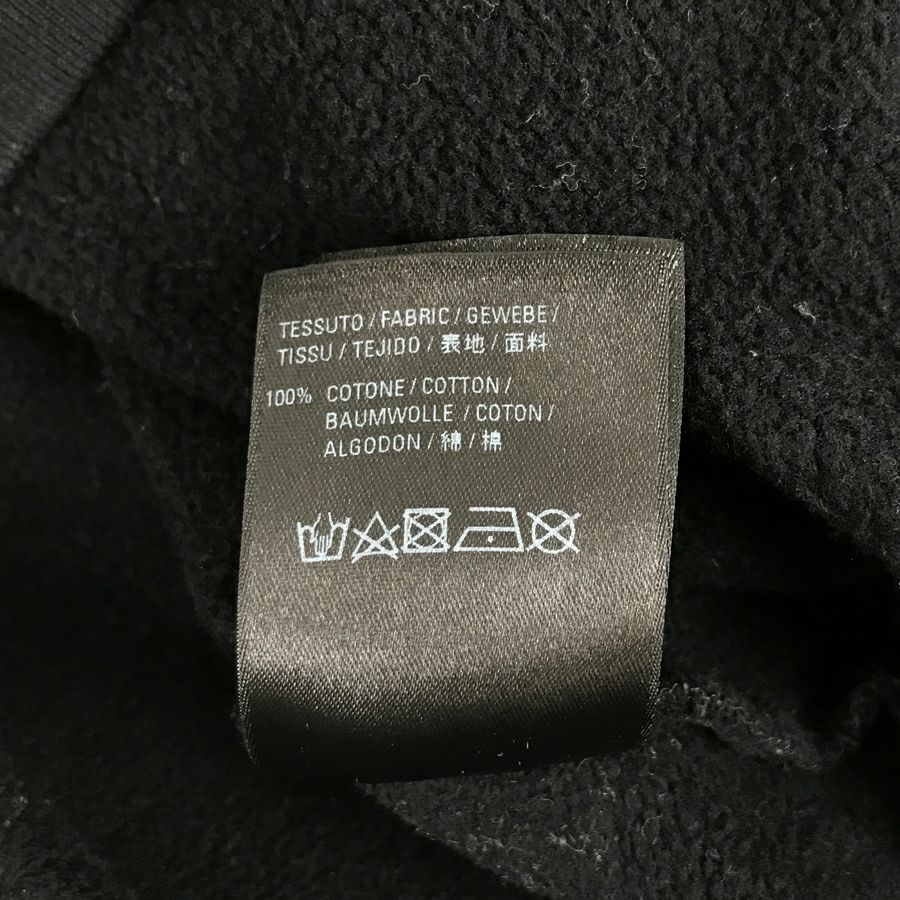 TESSUTO / FABRIC / GEWEBE /
TISSU / TEJIDO / 表地 / 面料
100% COTONE / COTTON /
BAUMWOLLE / COTON /
ALGODON / 綿 / 棉